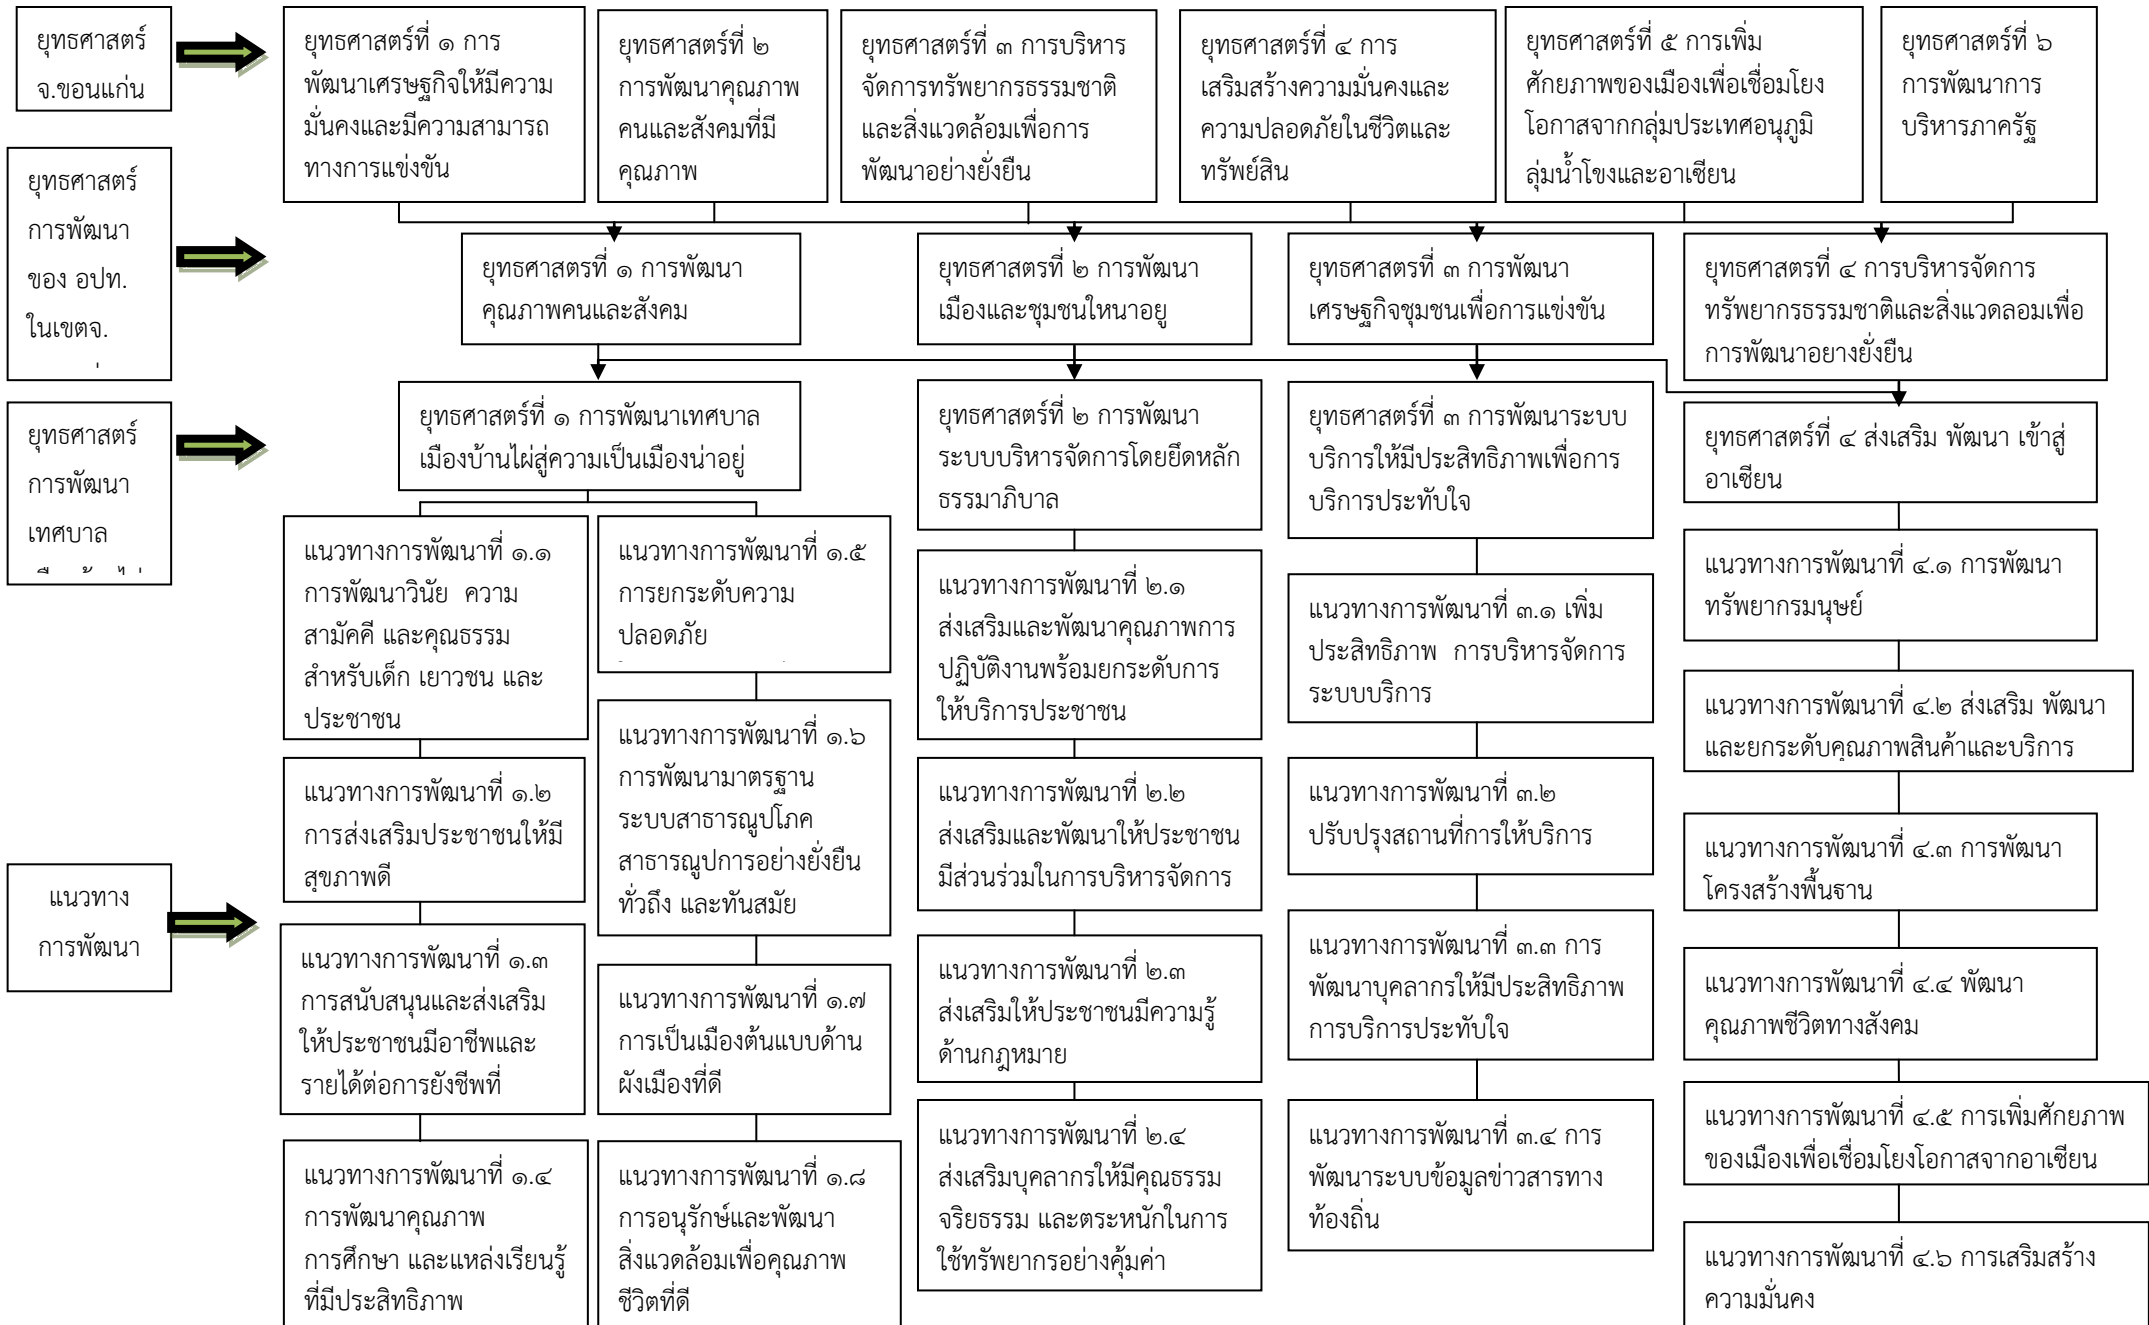 ยุทธศาสตร์
จ.ขอนแก่น
ยุทธศาสตร์ที่ ๑ การ
พัฒนาเศรษฐกิจให้มีความ
มั่นคงและมีความสามารถ
ทางการแข่งขัน
ยุทธศาสตร์ที่ ๒
การพัฒนาคุณภาพ
คนและสังคมที่มี
คุณภาพ
ยุทธศาสตร์ที่ ๓ การบริหาร
จัดการทรัพยากรธรรมชาติ
และสิ่งแวดล้อมเพื่อการ
พัฒนาอย่างยั่งยืน
ยุทธศาสตร์ที่ ๔ การ
เสริมสร้างความมั่นคงและ
ความปลอดภัยในชีวิตและ
ทรัพย์สิน
ยุทธศาสตร์ที่ ๕ การเพิ่ม
ศักยภาพของเมืองเพื่อเชื่อมโยง
โอกาสจากกลุ่มประเทศอนุภูมิ
ลุ่มน้ำโขงและอาเซียน
ยุทธศาสตร์ที่ ๖
การพัฒนาการ
บริหารภาครัฐ
ยุทธศาสตร์
การพัฒนา
ของ อปท.
ในเขตจ.
ยุทธศาสตรที่ ๑ การพัฒนา
คุณภาพคนและสังคม
ยุทธศาสตรที่ ๒ การพัฒนา
เมืองและชุมชนใหนาอยู
ยุทธศาสตรที่ ๓ การพัฒนา
เศรษฐกิจชุมชนเพื่อการแข่งขัน
ยุทธศาสตรที่ ๔ การบริหารจัดการ
ทรัพยากรธรรมชาติและสิ่งแวดลอมเพื่อ
การพัฒนาอยางยั่งยืน
ยุทธศาสตร์
การพัฒนา
เทศบาล
ยุทธศาสตร์ที่ ๑ การพัฒนาเทศบาล
เมืองบ้านไผ่สู่ความเป็นเมืองน่าอยู่
ยุทธศาสตร์ที่ ๒ การพัฒนา
ระบบบริหารจัดการโดยยึดหลัก
ธรรมาภิบาล
ยุทธศาสตร์ที่ ๓ การพัฒนาระบบ
บริการให้มีประสิทธิภาพเพื่อการ
บริการประทับใจ
ยุทธศาสตร์ที่ ๔ ส่งเสริม พัฒนา เข้าสู่
อาเซียน
แนวทาง
การพัฒนา
แนวทางการพัฒนาที่ ๑.๑
การพัฒนาวินัย ความ
สามัคคี และคุณธรรม
สำหรับเด็ก เยาวชน และ
ประชาชน
แนวทางการพัฒนาที่ ๑.๒
การส่งเสริมประชาชนให้มี
สุขภาพดี
แนวทางการพัฒนาที่ ๑.๓
การสนับสนุนและส่งเสริม
ให้ประชาชนมีอาชีพและ
รายได้ต่อการยังชีพที่
แนวทางการพัฒนาที่ ๑.๔
การพัฒนาคุณภาพ
การศึกษา และแหล่งเรียนรู้
ที่มีประสิทธิภาพ
แนวทางการพัฒนาที่ ๑.๕
การยกระดับความ
ปลอดภัย
แนวทางการพัฒนาที่ ๑.๖
การพัฒนามาตรฐาน
ระบบสาธารณูปโภค
สาธารณูปการอย่างยั่งยืน
ทั่วถึง และทันสมัย
แนวทางการพัฒนาที่ ๑.๗
การเป็นเมืองต้นแบบด้าน
ผังเมืองที่ดี
แนวทางการพัฒนาที่ ๑.๘
การอนุรักษ์และพัฒนา
สิ่งแวดล้อมเพื่อคุณภาพ
ชีวิตที่ดี
แนวทางการพัฒนาที่ ๒.๑
ส่งเสริมและพัฒนาคุณภาพการ
ปฏิบัติงานพร้อมยกระดับการ
ให้บริการประชาชน
แนวทางการพัฒนาที่ ๒.๒
ส่งเสริมและพัฒนาให้ประชาชน
มีส่วนร่วมในการบริหารจัดการ
แนวทางการพัฒนาที่ ๒.๓
ส่งเสริมให้ประชาชนมีความรู้
ด้านกฎหมาย
แนวทางการพัฒนาที่ ๒.๔
ส่งเสริมบุคลากรให้มีคุณธรรม
จริยธรรม และตระหนักในการ
ใช้ทรัพยากรอย่างคุ้มค่า
แนวทางการพัฒนาที่ ๓.๑ เพิ่ม
ประสิทธิภาพ การบริหารจัดการ
ระบบบริการ
แนวทางการพัฒนาที่ ๓.๒
ปรับปรุงสถานที่การให้บริการ
แนวทางการพัฒนาที่ ๓.๓ การ
พัฒนาบุคลากรให้มีประสิทธิภาพ
การบริการประทับใจ
แนวทางการพัฒนาที่ ๓.๔ การ
พัฒนาระบบข้อมูลข่าวสารทาง
ท้องถิ่น
แนวทางการพัฒนาที่ ๔.๑ การพัฒนา
ทรัพยากรมนุษย์
แนวทางการพัฒนาที่ ๔.๒ ส่งเสริม พัฒนา
และยกระดับคุณภาพสินค้าและบริการ
แนวทางการพัฒนาที่ ๔.๓ การพัฒนา
โครงสร้างพื้นฐาน
แนวทางการพัฒนาที่ ๔.๔ พัฒนา
คุณภาพชีวิตทางสังคม
แนวทางการพัฒนาที่ ๔.๕ การเพิ่มศักยภาพ
ของเมืองเพื่อเชื่อมโยงโอกาสจากอาเซียน
แนวทางการพัฒนาที่ ๔.๖ การเสริมสร้าง
ความมั่นคง